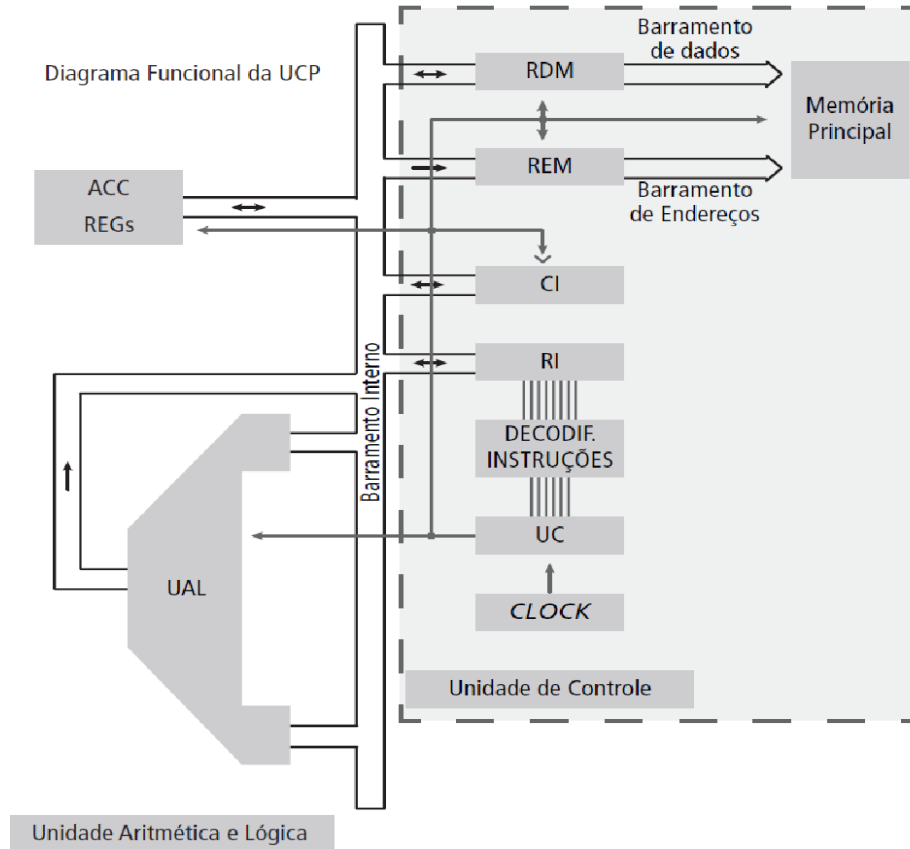 Diagrama Funcional da UCP
Barramento
de dados
RDM
Memória
Principal
REM
Barramento
de Endereços
ACC
REGs
CI
RI
Barramento Interno
DECODIF.
INSTRUÇÕES
UC
UAL
CLOCK
Unidade de Controle
Unidade Aritmética e Lógica